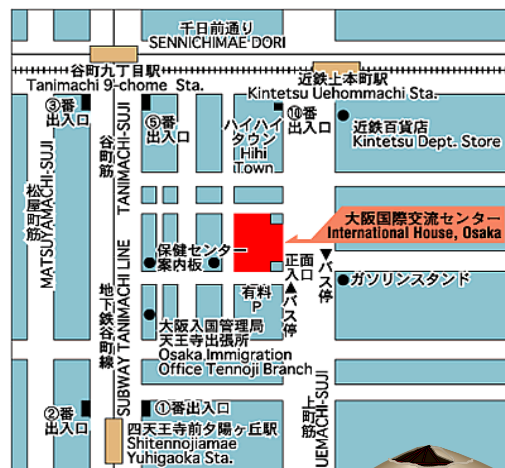 千日前通り
SENNICHIMAE DORI
谷町九丁目駅
Tanimachi 9-chome Sta.
近鉄上本町駅
Kintetsu Uehommachi Sta.
③番
出入口
⑤番
出入口
ハイハイ
タウン
Hihi
Town
⑩番
出入口
近鉄百貨店
Kintetsu Dept. Store
松屋町筋
MATSUYAMACHI-SUJI
谷町筋
TANIMACHI-SUJI
大阪国際交流センター
International House, Osaka
保健センター
案内板
正面
入口
▼バス停
▲バス停
ガソリンスタンド
有料
P
地下鉄谷町線
SUBWAY TANIMACHI LINE
大阪入国管理局
天王寺出張所
Osaka Immigration
Office Tennoji Branch
②番
出入口
①番出入口
四天王寺前夕陽ヶ丘駅
Shitennojiamae
Yuhigaoka Sta.
上町筋
UEMACHI-SUJI